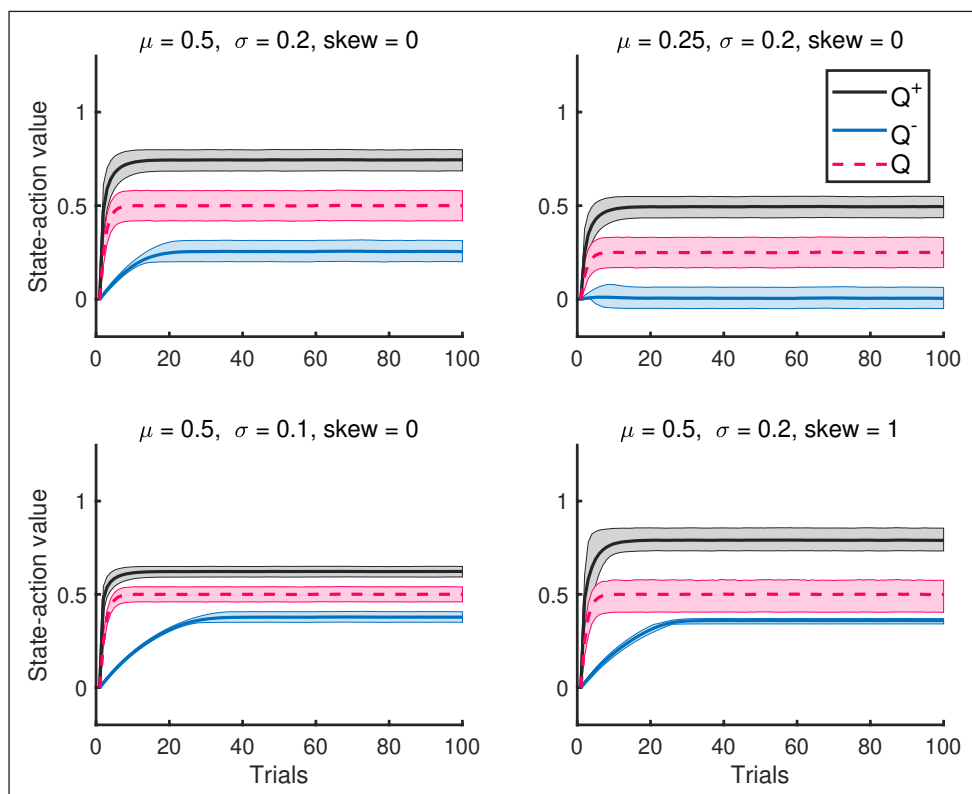 μ = 0.5, σ = 0.2, skew = 0
State-action value
1
0.5
0
0 20 40 60 80 100
μ = 0.25, σ = 0.2, skew = 0
Q+
Q-
Q
1
0.5
0
0 20 40 60 80 100
μ = 0.5, σ = 0.1, skew = 0
State-action value
1
0.5
0
0 20 40 60 80 100
Trials
μ = 0.5, σ = 0.2, skew = 1
1
0.5
0
0 20 40 60 80 100
Trials